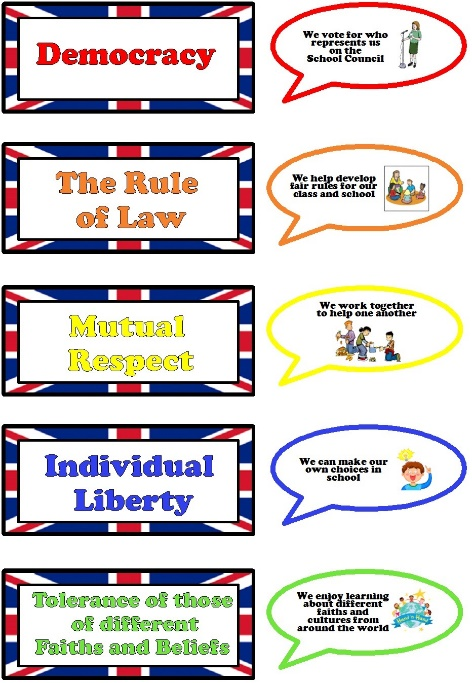 Democracy
We vote for who
represents us
on the
School Council
The Rule
of Law
We help develop
fair rules for our
class and school
Mutual
Respect
We work together
to help one another
Individual
Liberty
We can make our
own choices in
school
Tolerance of those
of different
Faiths and Beliefs
We enjoy learning
about different
faiths and
cultures from
around the world